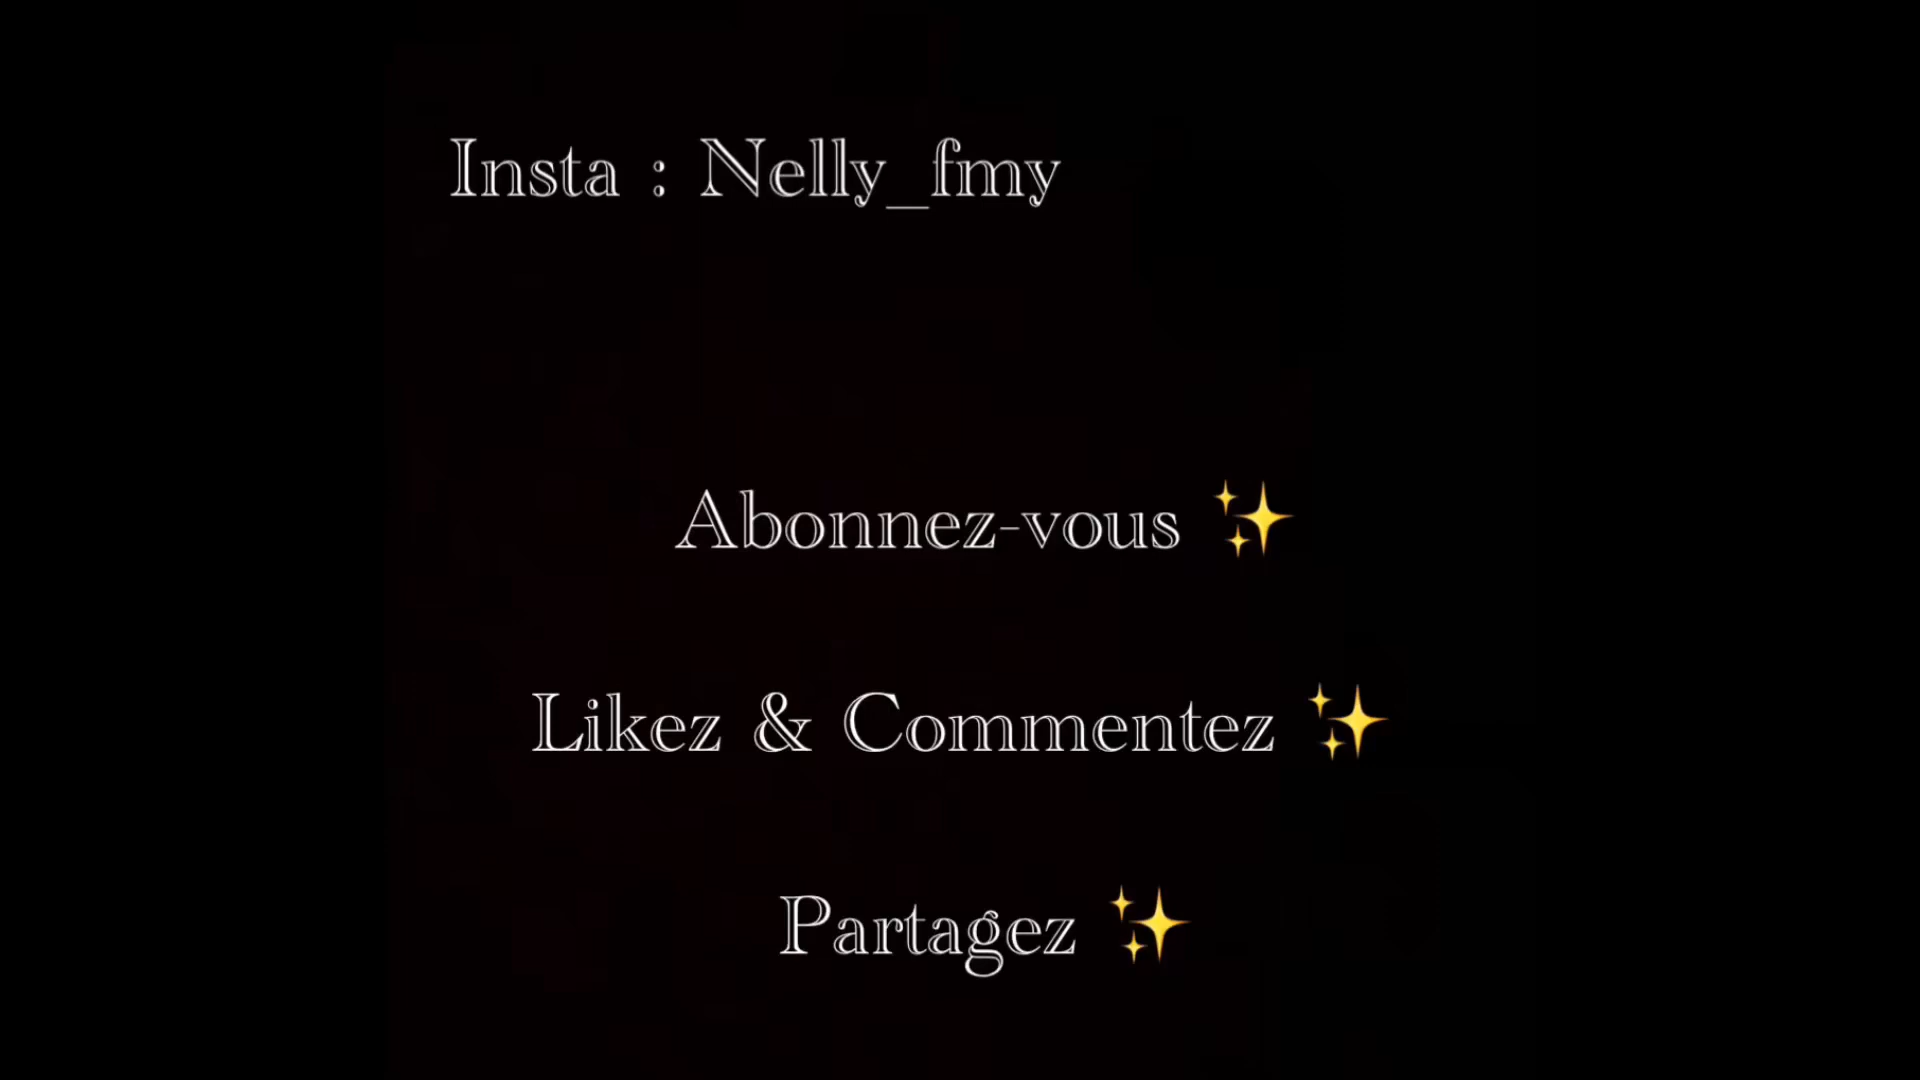 Insta : Nelly_fmy
Abonnez-vous ✨
Likez & Commentez ✨
Partagez ✨